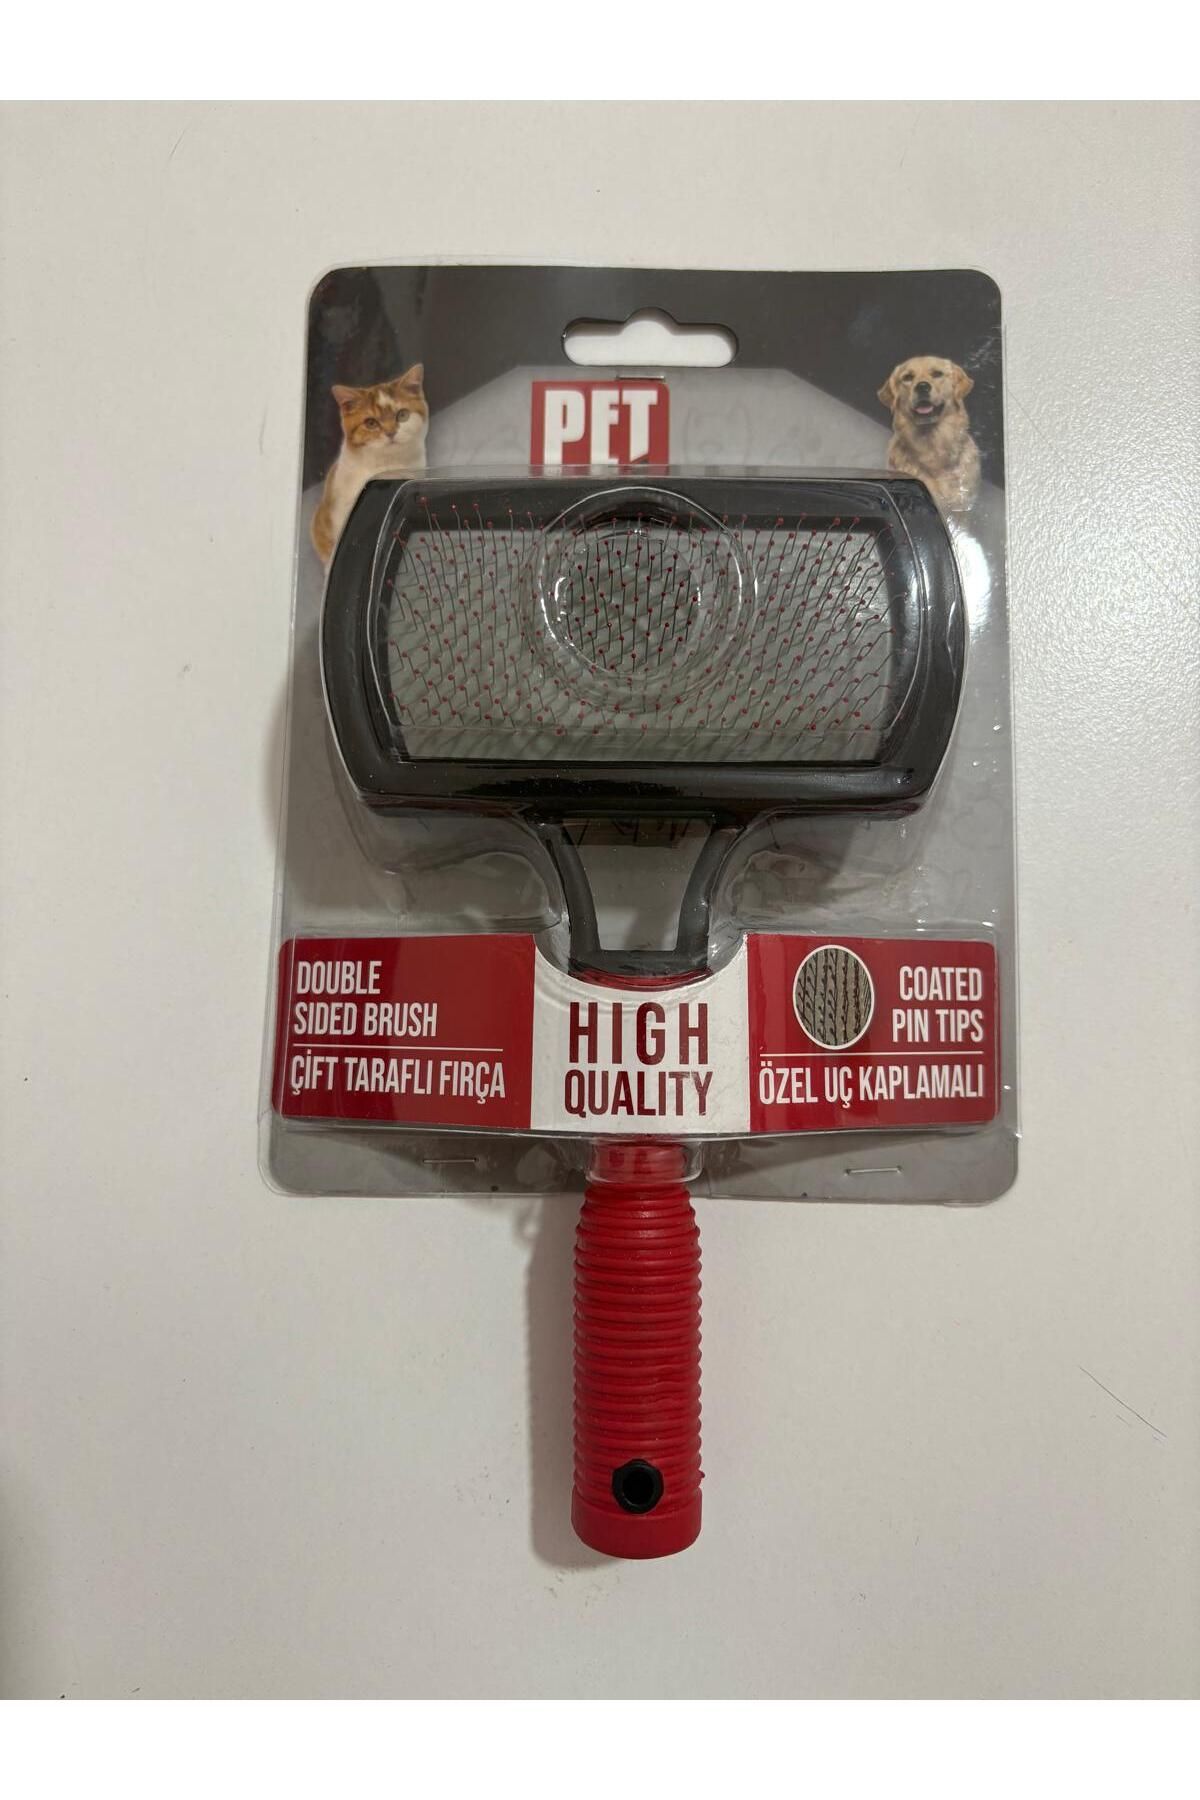 PET
DOUBLE
SIDED BRUSH
ÇİFT TARAFLI FIRÇA
HIGH
QUALITY
COATED
PIN TIPS
ÖZEL UÇ KAPLAMALI